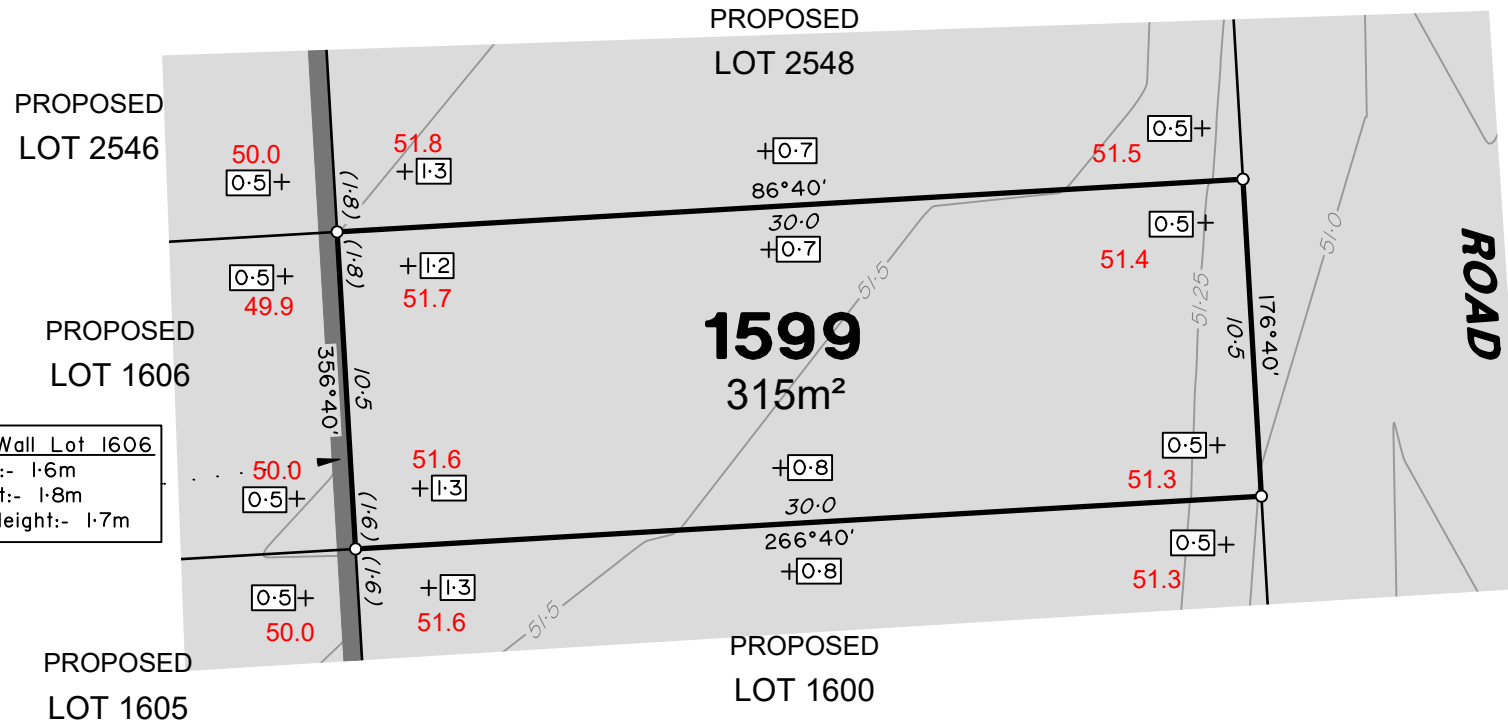 PROPOSED
LOT 2548
PROPOSED
LOT 2546
50.0
0·5
51.8
1·3
(1·8)
0·7
86°40'
0·5
51.5
30·0
0·7
(1·8)
0·5
49.9
1·2
51.7
0·5
51.4
51·5
51·25
51·0
ROAD
PROPOSED
LOT 1606
356°40'
10·5
1599
315m²
10·5
176°40'
Wall Lot 1606
:- 1·6m
t:- 1·8m
Height:- 1·7m
50.0
0·5
51.6
1·3
(1·6)
0·8
30·0
266°40'
0·5
51.3
0·5
50.0
(1·6)
1·3
51.6
0·8
0·5
51.3
51·5
PROPOSED
LOT 1605
PROPOSED
LOT 1600